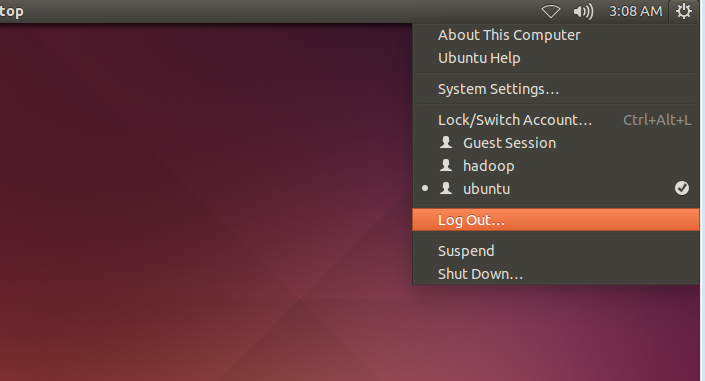 top
3:08 AM
About This Computer
Ubuntu Help
System Settings…
Lock/Switch Account… Ctrl+Alt+L
Guest Session
hadoop
ubuntu
Log Out…
Suspend
Shut Down…